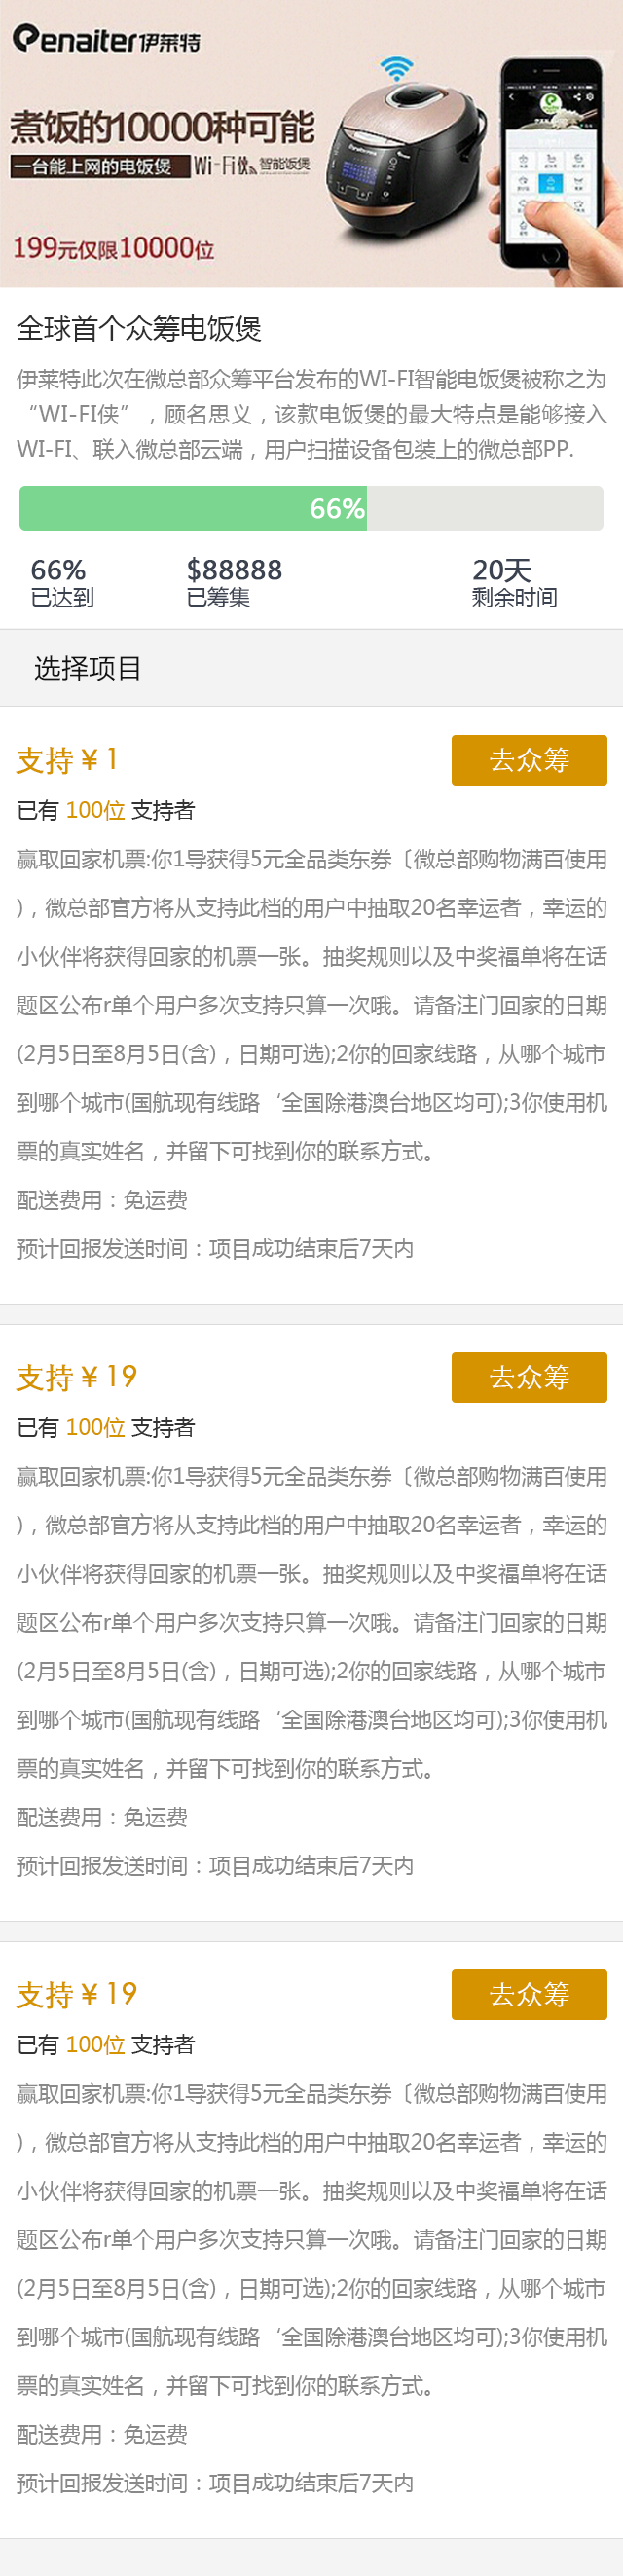 Penaiter伊莱特
煮饭的10000种可能
一台能上网的电饭煲 Wi-Fi侠 智能饭煲
199元仅限10000位
全球首个众筹电饭煲
伊莱特此次在微总部众筹平台发布的WI-FI智能电饭煲被称之为
“WI-FI侠”，顾名思义，该款电饭煲的最大特点是能够接入
WI-FI、联入微总部云端，用户扫描设备包装上的微总部PP.
66%
66% $88888 20天
已达到 已筹集 剩余时间
选择项目
支持 ¥ 1 去众筹
已有 100位 支持者
赢取回家机票:你1导获得5元全品类东券〔微总部购物满百使用
)，微总部官方将从支持此档的用户中抽取20名幸运者，幸运的
小伙伴将获得回家的机票一张。抽奖规则以及中奖福单将在话
题区公布r单个用户多次支持只算一次哦。请备注门回家的日期
(2月5日至8月5日(含)，日期可选);2你的回家线路，从哪个城市
到哪个城市(国航现有线路‘全国除港澳台地区均可);3你使用机
票的真实姓名，并留下可找到你的联系方式。
配送费用：免运费
预计回报发送时间：项目成功结束后7天内
支持 ¥ 19 去众筹
已有 100位 支持者
赢取回家机票:你1导获得5元全品类东券〔微总部购物满百使用
)，微总部官方将从支持此档的用户中抽取20名幸运者，幸运的
小伙伴将获得回家的机票一张。抽奖规则以及中奖福单将在话
题区公布r单个用户多次支持只算一次哦。请备注门回家的日期
(2月5日至8月5日(含)，日期可选);2你的回家线路，从哪个城市
到哪个城市(国航现有线路‘全国除港澳台地区均可);3你使用机
票的真实姓名，并留下可找到你的联系方式。
配送费用：免运费
预计回报发送时间：项目成功结束后7天内
支持 ¥ 19 去众筹
已有 100位 支持者
赢取回家机票:你1导获得5元全品类东券〔微总部购物满百使用
)，微总部官方将从支持此档的用户中抽取20名幸运者，幸运的
小伙伴将获得回家的机票一张。抽奖规则以及中奖福单将在话
题区公布r单个用户多次支持只算一次哦。请备注门回家的日期
(2月5日至8月5日(含)，日期可选);2你的回家线路，从哪个城市
到哪个城市(国航现有线路‘全国除港澳台地区均可);3你使用机
票的真实姓名，并留下可找到你的联系方式。
配送费用：免运费
预计回报发送时间：项目成功结束后7天内